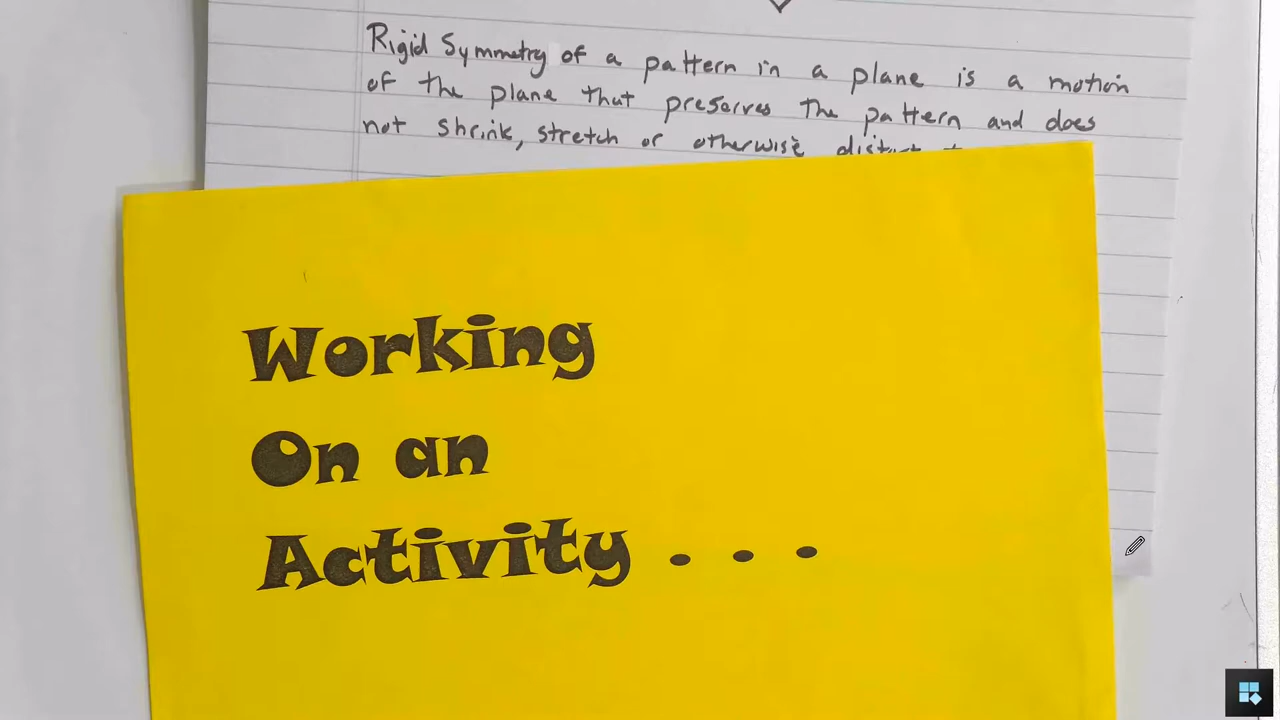 Rigid Symmetry of a pattern in a plane is a motion
of the plane that preserves the pattern and does
not shrink, stretch or otherwise
Working
On an
Activity . . .